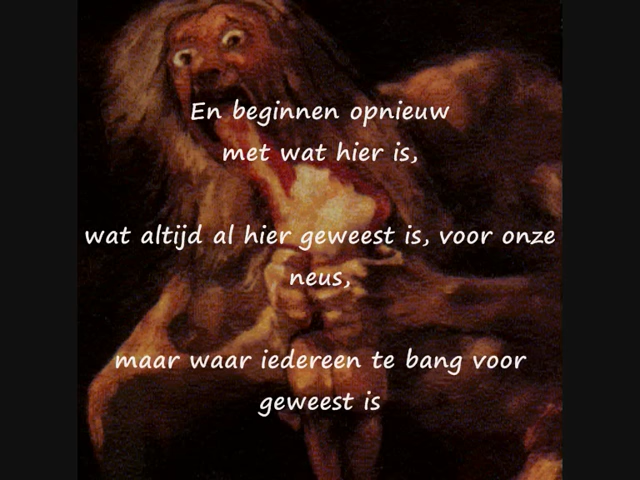 En beginnen opnieuw
met wat hier is,
wat altijd al hier geweest is, voor onze
neus,
maar waar iedereen te bang voor
geweest is